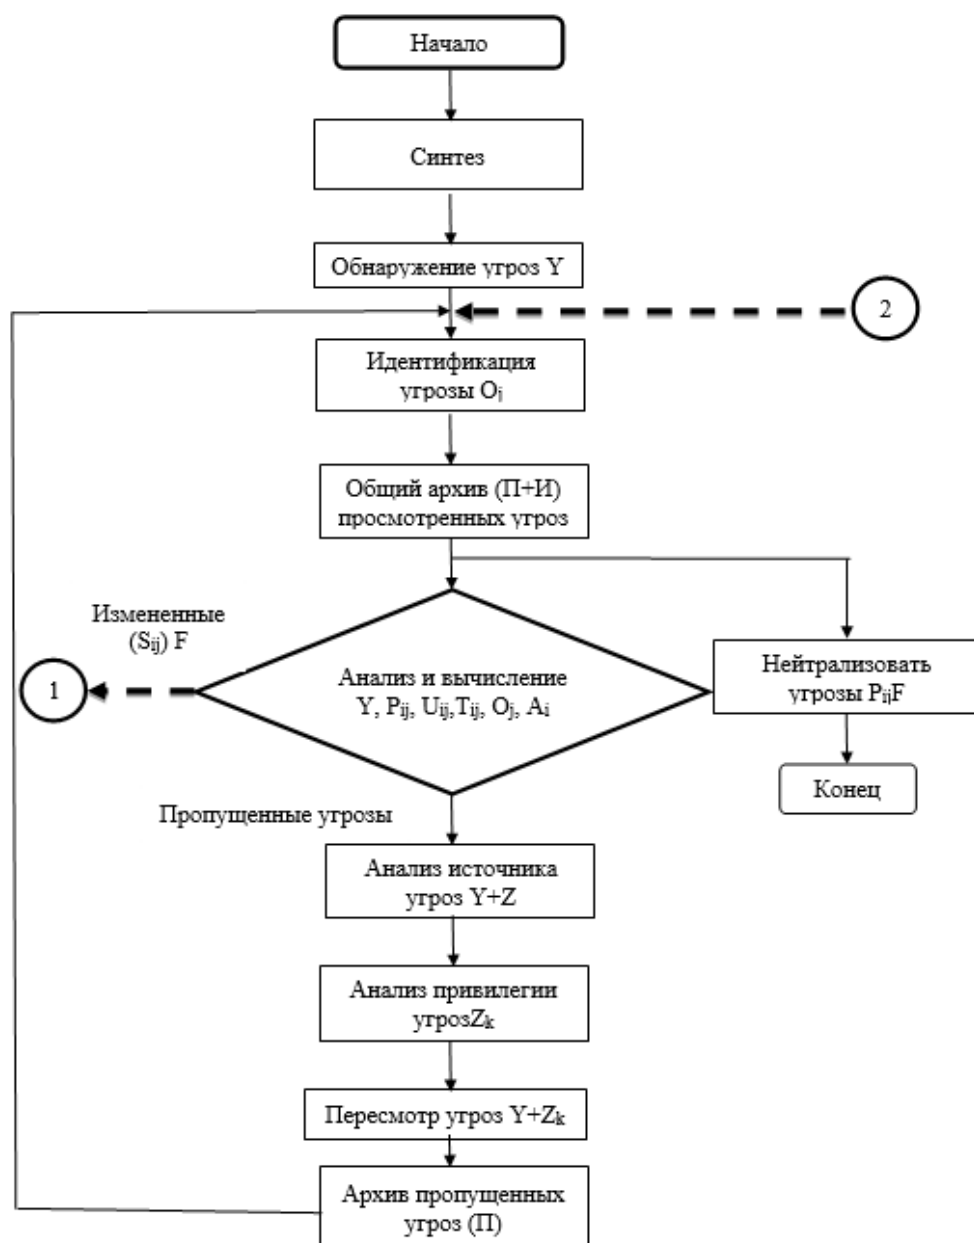 Начало
Синтез
Обнаружение угроз Y
2
Идентификация
угрозы Oj
Общий архив (П+И)
просмотренных угроз
Измененные
(Sij) F
1
Анализ и вычисление
Y, Pij, Uij,Tij, Oj, Ai
Нейтрализовать
угрозы PijF
Конец
Пропущенные угрозы
Анализ источника
угроз Y+Z
Анализ привилегии
угрозZk
Пересмотр угроз Y+Zk
Архив пропущенных
угроз (П)